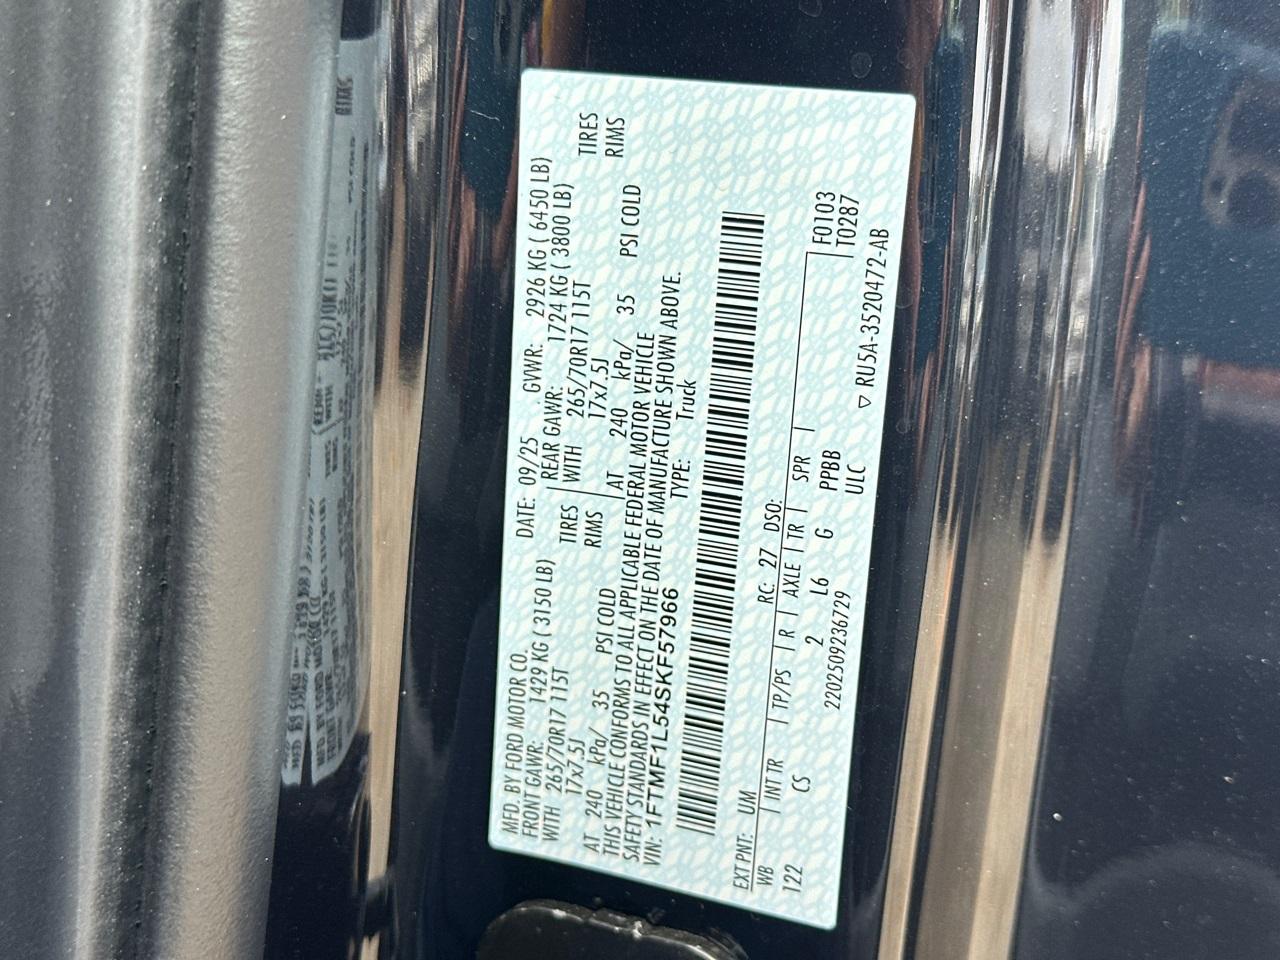 MFD. BY FORD MOTOR CO.
DATE: 09/25 GVWR: 2926 KG ( 6450 LB)
FRONT GAWR: 1429 KG ( 3150 LB)
REAR GAWR: 1724 KG ( 3800 LB)
WITH 265/70R17 115T TIRES
WITH 265/70R17 115T TIRES
17x7.5J RIMS
17x7.5J RIMS
AT 240 kPa/ 35 PSI COLD
AT 240 kPa/ 35 PSI COLD
THIS VEHICLE CONFORMS TO ALL APPLICABLE FEDERAL MOTOR VEHICLE
SAFETY STANDARDS IN EFFECT ON THE DATE OF MANUFACTURE SHOWN ABOVE.
VIN: 1FTMF1L54SKF57966
TYPE: Truck
EXT PNT: UM RC: 27 DSO:
WB INT TR TP/PS R AXLE TR SPR F0103
T0287
122 CS 2 L6 G PPBB
ULC
2202509236729
▽ RU5A-3520472-AB